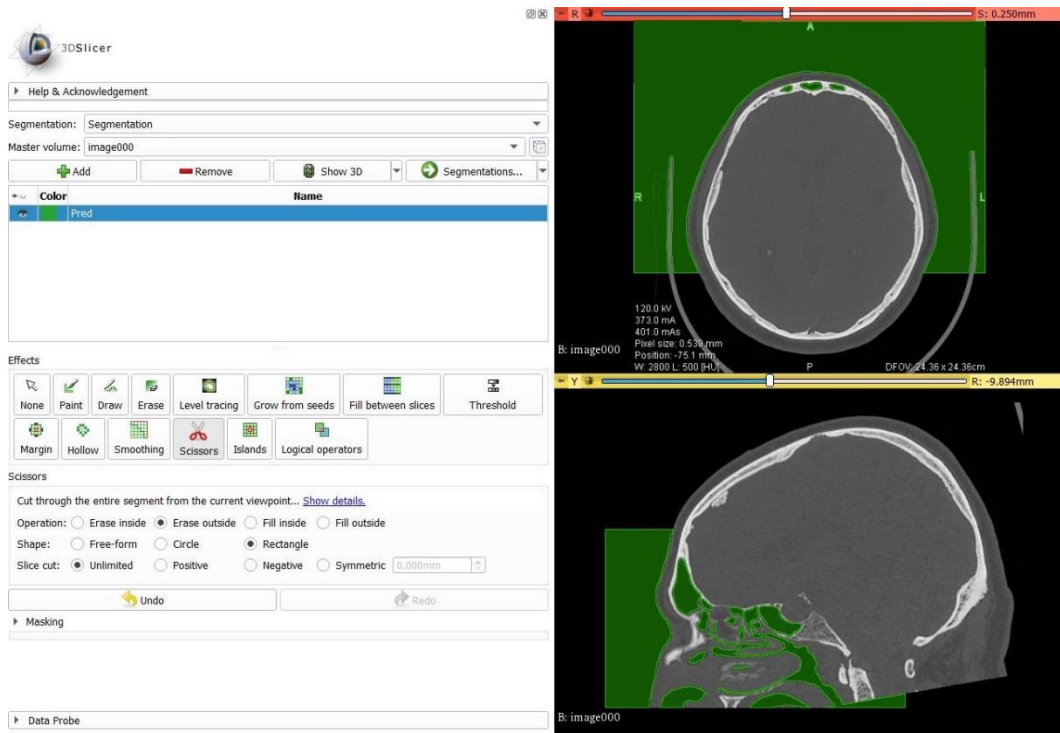 3DSlicer
Help & Acknowledgement
Segmentation: Segmentation
Master volume: image000
Add Remove Show 3D Segmentations...
Color Name
Pred
Effects
None Paint Draw Erase Level tracing Grow from seeds Fill between slices Threshold
Margin Hollow Smoothing Scissors Islands Logical operators
Scissors
Cut through the entire segment from the current viewpoint... Show details.
Operation: Erase inside Erase outside Fill inside Fill outside
Shape: Free-form Circle Rectangle
Slice cut: Unlimited Positive Negative Symmetric 0.000mm
Undo Redo
Masking
Data Probe
R S: 0.250mm
A
R L
120.0 kV
373.0 mA
401.0 mAs
Pixel size: 0.539 mm
Position: -75.1 mm
W: 2800 L: 500 [HU] P DFOV: 24.36 x 24.36cm
B: image000
Y R: -9.894mm
B: image000